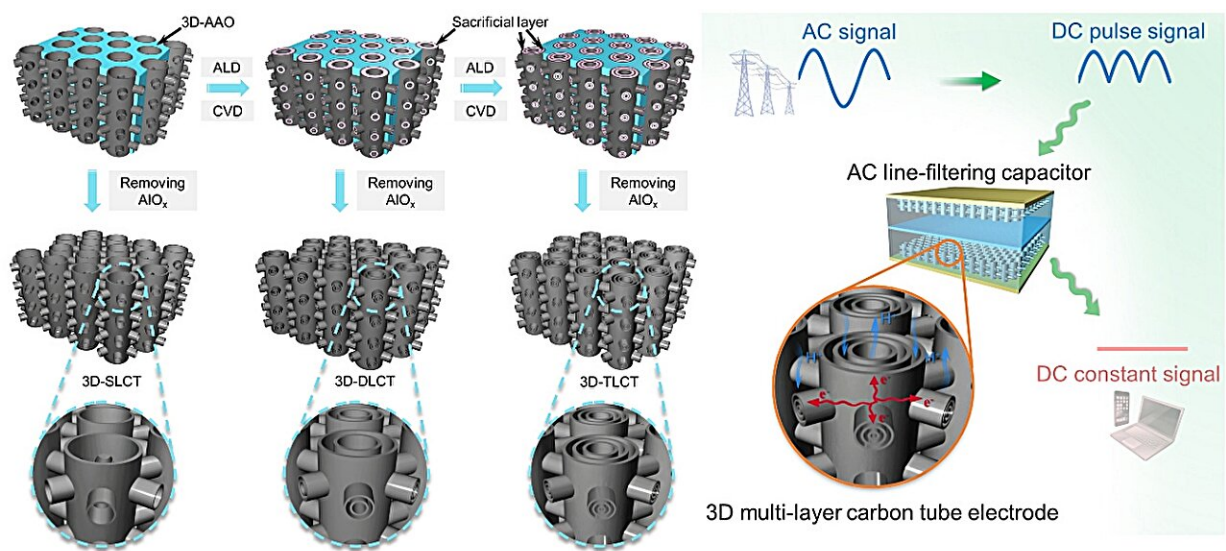 3D-AAO
Sacrificial layer
ALD
CVD
ALD
CVD
Removing
AlOₓ
Removing
AlOₓ
Removing
AlOₓ
3D-SLCT
3D-DLCT
3D-TLCT
AC signal
DC pulse signal
AC line-filtering capacitor
H⁺
H⁺
H⁺
e⁻
e⁻
e⁻
e⁻
DC constant signal
3D multi-layer carbon tube electrode